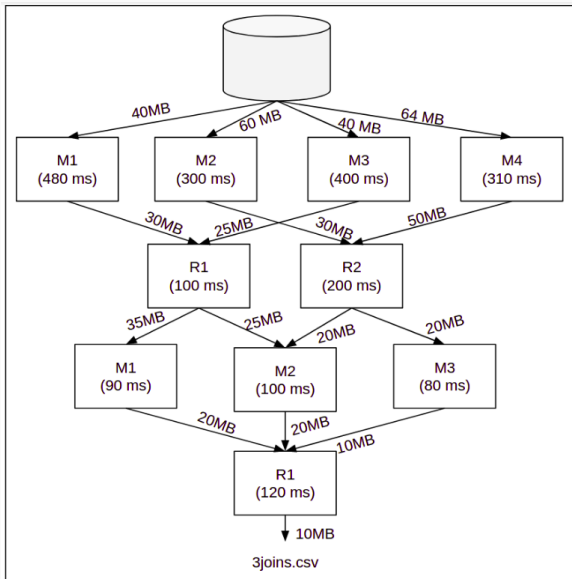 40MB
60 MB
40 MB
64 MB
M1
(480 ms)
M2
(300 ms)
M3
(400 ms)
M4
(310 ms)
30MB
25MB
30MB
50MB
R1
(100 ms)
R2
(200 ms)
35MB
25MB
20MB
20MB
M1
(90 ms)
M2
(100 ms)
M3
(80 ms)
20MB
20MB
10MB
R1
(120 ms)
10MB
3joins.csv